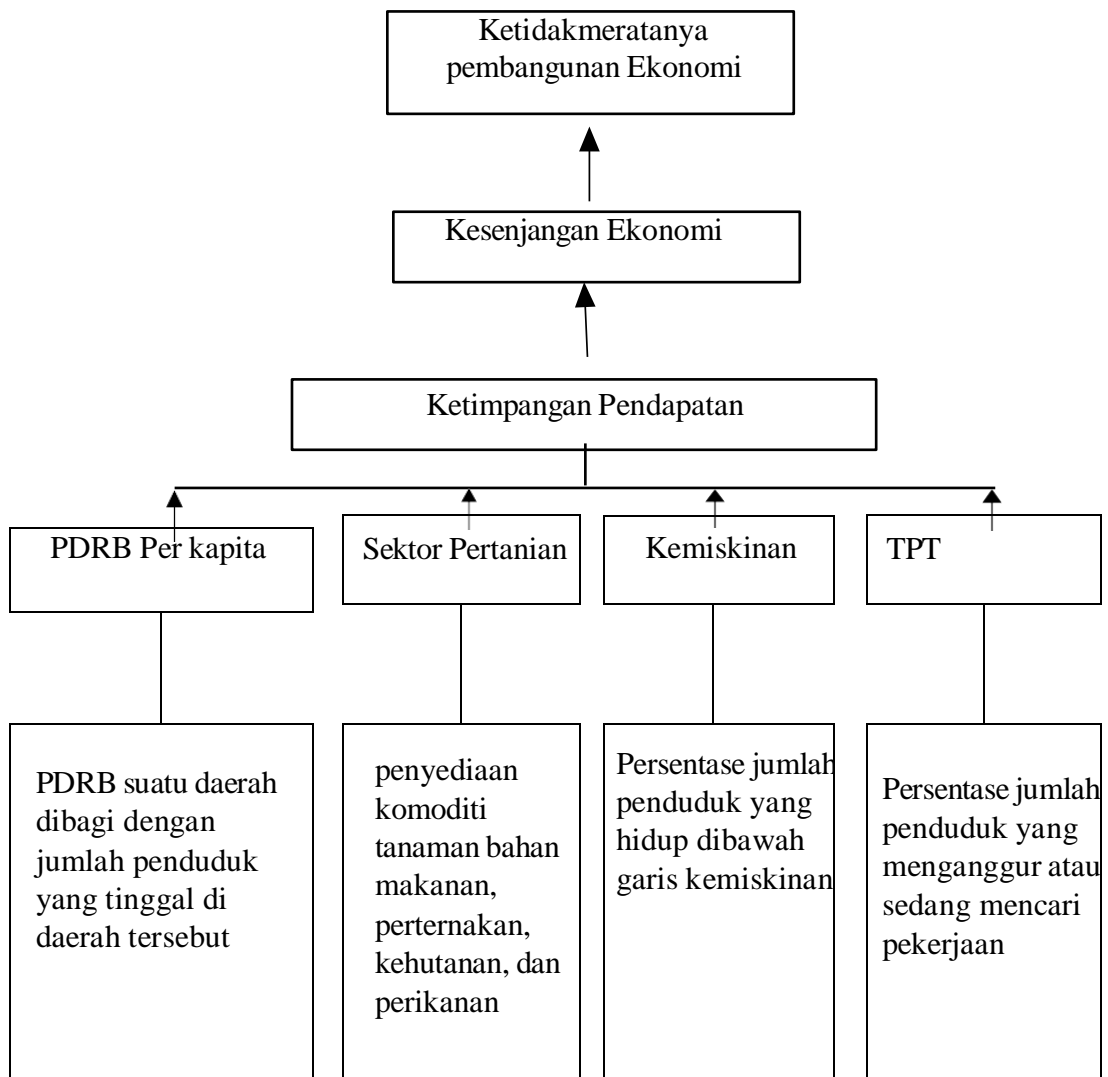 Ketidakmeratanya
pembangunan Ekonomi
Kesenjangan Ekonomi
Ketimpangan Pendapatan
PDRB Per kapita
Sektor Pertanian
Kemiskinan
TPT
PDRB suatu daerah
dibagi dengan
jumlah penduduk
yang tinggal di
daerah tersebut
penyediaan
komoditi
tanaman bahan
makanan,
perternakan,
kehutanan, dan
perikanan
Persentase jumlah
penduduk yang
hidup dibawah
garis kemiskinan
Persentase jumlah
penduduk yang
menganggur atau
sedang mencari
pekerjaan